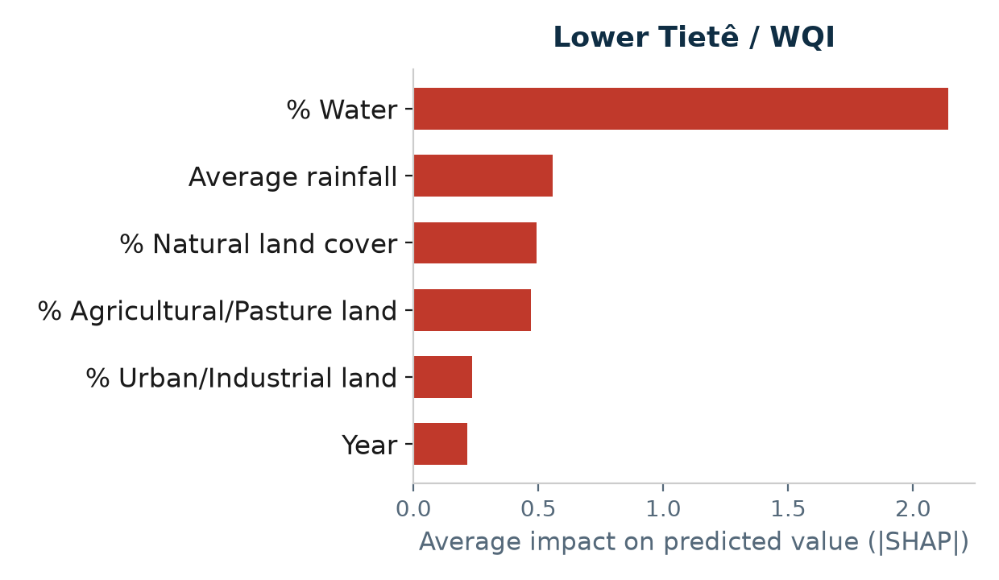 Lower Tietê / WQI
% Water
Average rainfall
% Natural land cover
% Agricultural/Pasture land
% Urban/Industrial land
Year
0.0 0.5 1.0 1.5 2.0
Average impact on predicted value (|SHAP|)